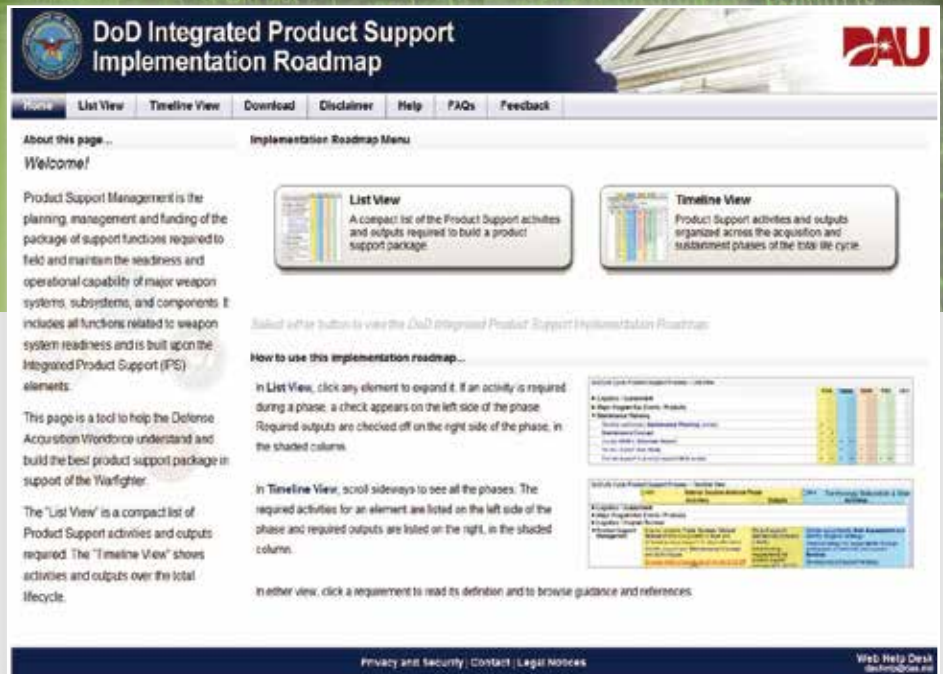 DoD Integrated Product Support
Implementation Roadmap
DAU
Home
List View
Timeline View
Download
Disclaimer
Help
FAQs
Feedback
About this page...
Welcome!
Product Support Management is the
planning, management and funding of the
package of support functions required to
field and maintain the readiness and
operational capability of major weapon
systems, subsystems, and components. It
includes all functions related to weapon
system readiness and is built upon the
Integrated Product Support (IPS)
elements.
This page is a tool to help the Defense
Acquisition Workforce understand and
build the best product support package in
support of the Warfighter.
The "List View" is a compact list of
Product Support activities and outputs
required. The "Timeline View" shows
activities and outputs over the total
lifecycle.
Implementation Roadmap Menu
List View
A compact list of the Product Support activities
and outputs required to build a product
support package.
Timeline View
Product Support activities and outputs
organized across the acquisition and
sustainment phases of the total life cycle.
Select either button to view the DoD Integrated Product Support Implementation Roadmap
How to use this implementation roadmap...
In List View, click any element to expand it. If an activity is required
during a phase, a check appears on the left side of the phase.
Required outputs are checked off on the right side of the phase, in
the shaded column.
In Timeline View, scroll sideways to see all the phases. The
required activities for an element are listed on the left side of the
phase and required outputs are listed on the right, in the shaded
column.
In either view, click a requirement to read its definition and to browse guidance and references.
Privacy and Security | Contact | Legal Notices
Web Help Desk